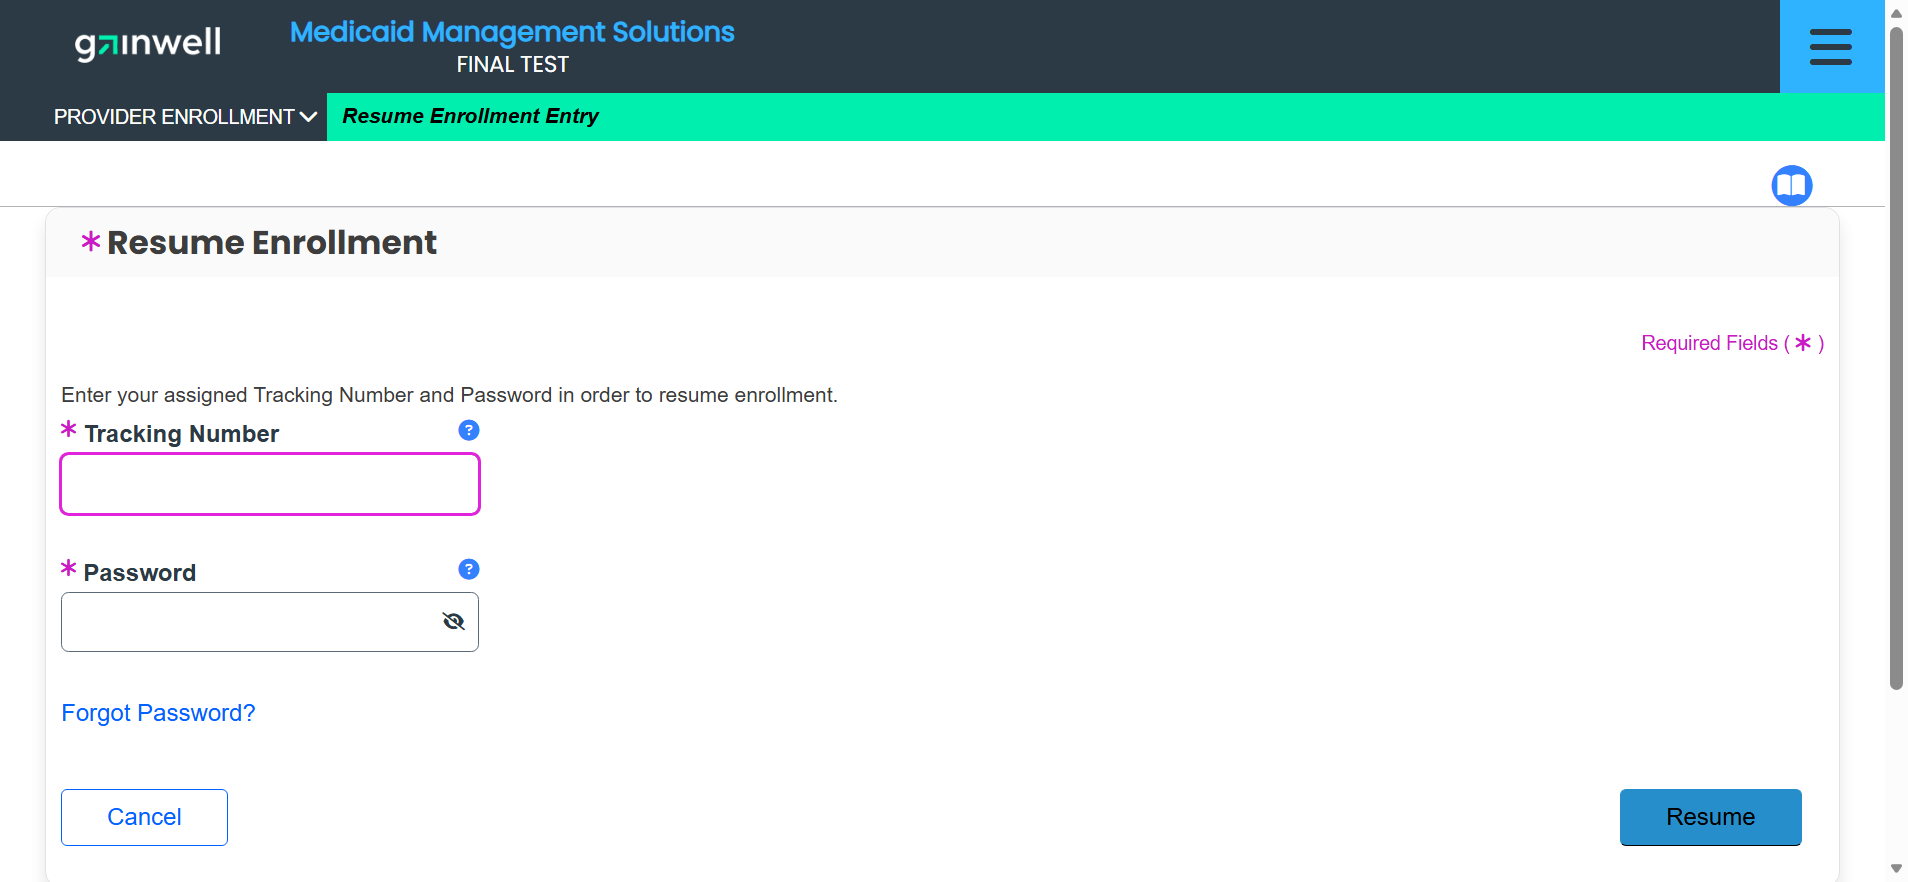 gainwell
Medicaid Management Solutions
FINAL TEST
PROVIDER ENROLLMENT
Resume Enrollment Entry
* Resume Enrollment
Required Fields ( * )
Enter your assigned Tracking Number and Password in order to resume enrollment.
* Tracking Number ?
* Password ?
Forgot Password?
Cancel
Resume